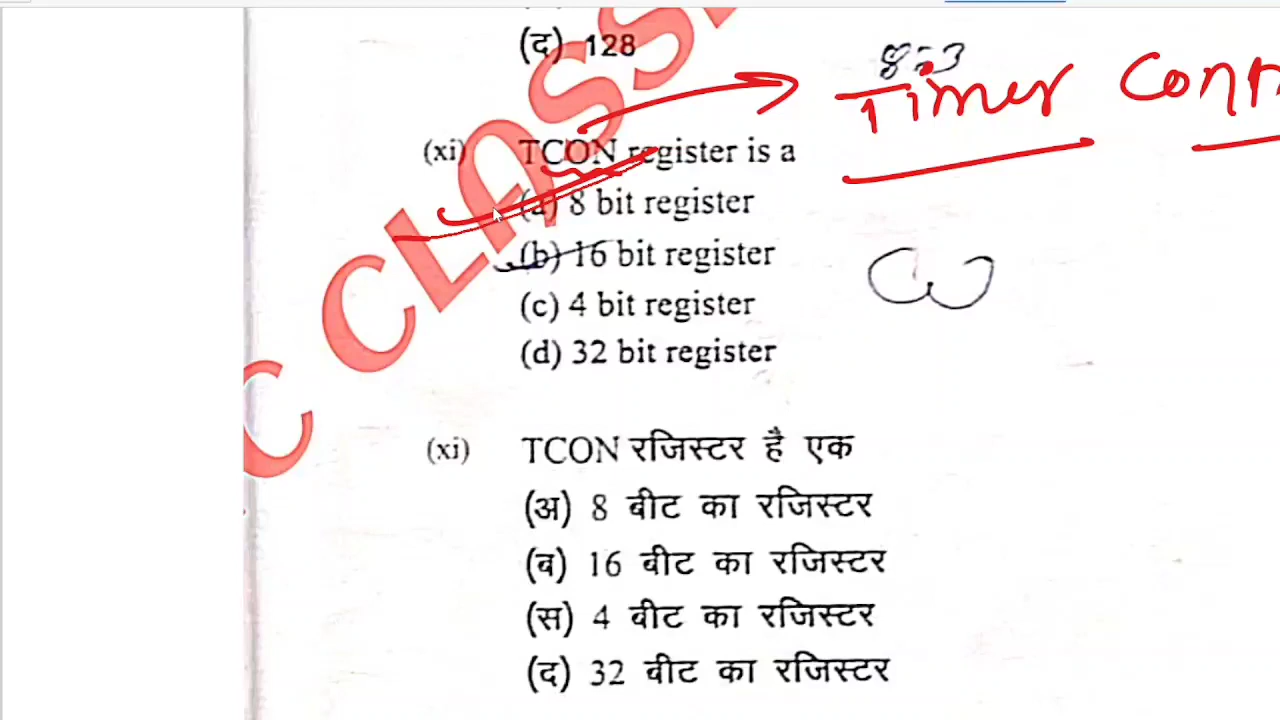 (द) 128
Timer
(xi) TCON register is a
(a) 8 bit register
(b) 16 bit register
(c) 4 bit register
(d) 32 bit register
C CLASS
(xi) TCON रजिस्टर है एक
(अ) 8 बीट का रजिस्टर
(ब) 16 बीट का रजिस्टर
(स) 4 बीट का रजिस्टर
(द) 32 बीट का रजिस्टर